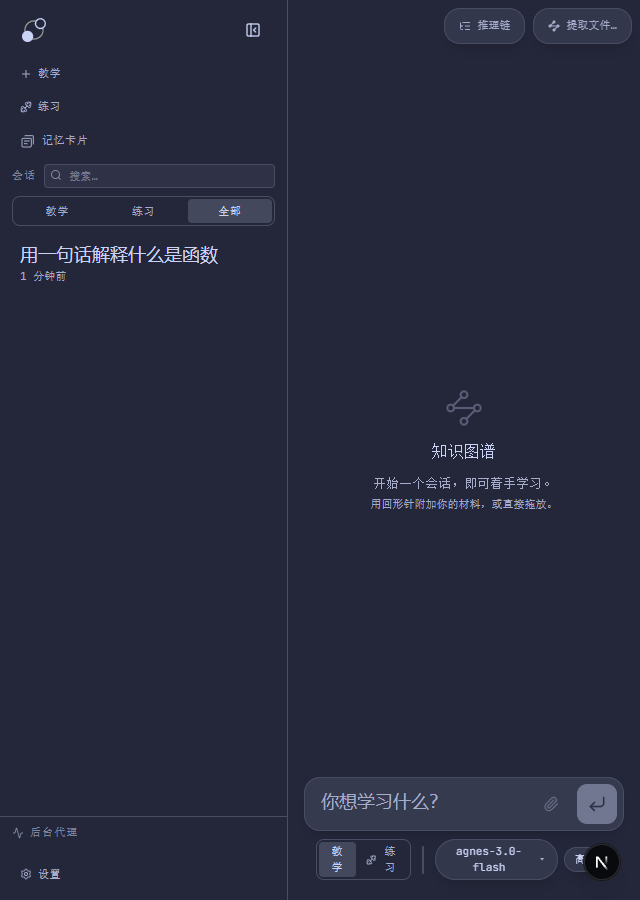 教学
练习
记忆卡片
会话
搜索…
教学 练习 全部
用一句话解释什么是函数
1 分钟前
后台代理
设置
推理链
提取文件…
知识图谱
开始一个会话，即可着手学习。
用回形针附加你的材料，或直接拖放。
你想学习什么？
教学
练习
agnes-3.0-
flash
高
N